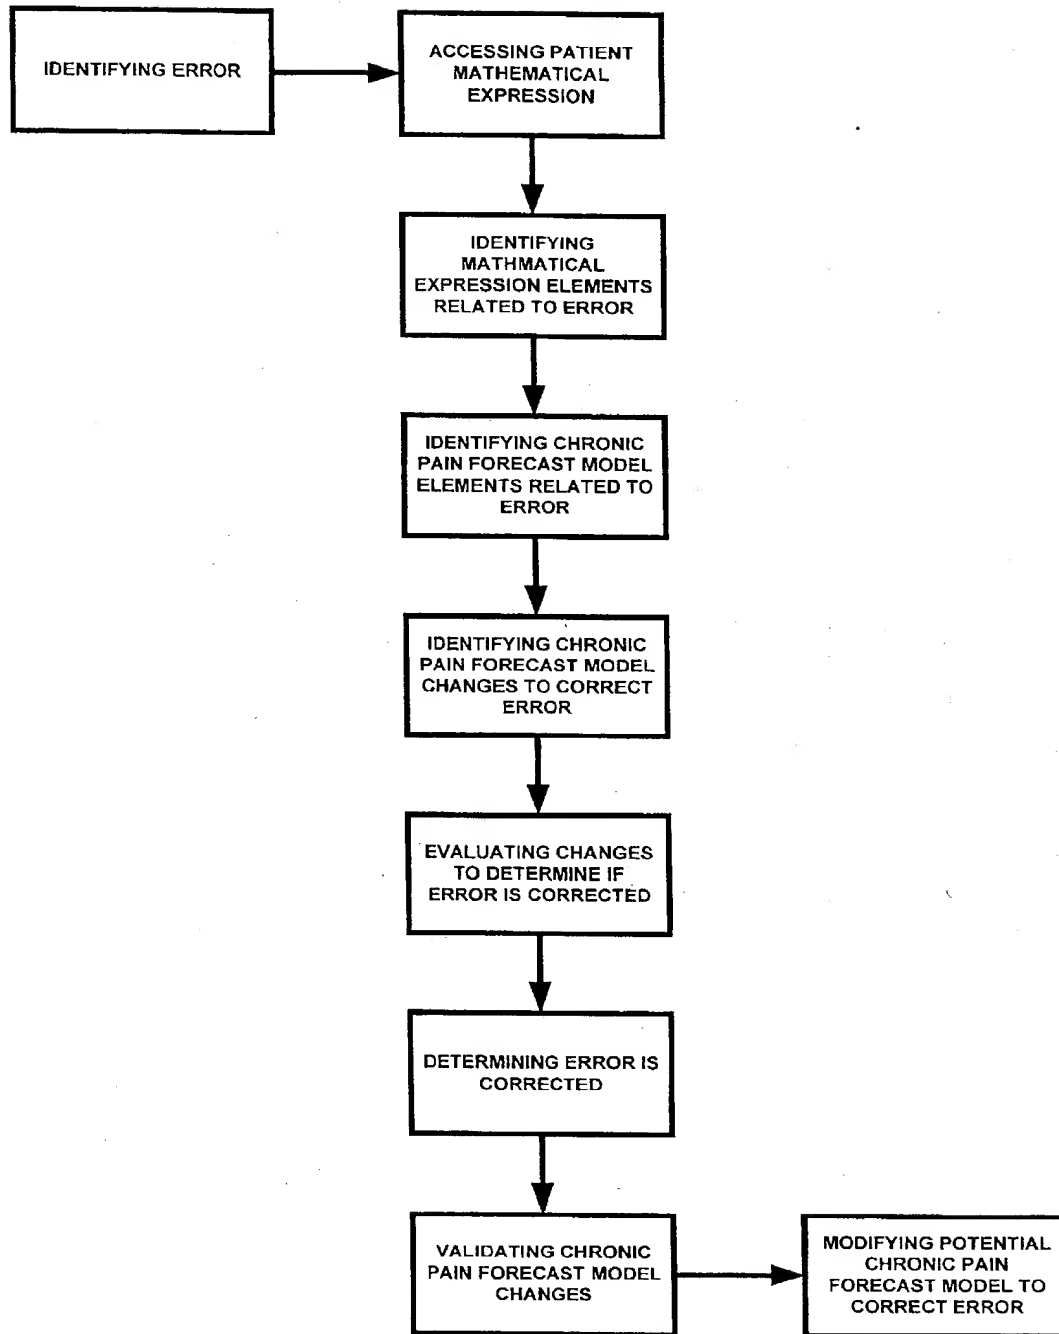 IDENTIFYING ERROR
ACCESSING PATIENT
MATHEMATICAL
EXPRESSION
IDENTIFYING
MATHMATICAL
EXPRESSION ELEMENTS
RELATED TO ERROR
IDENTIFYING CHRONIC
PAIN FORECAST MODEL
ELEMENTS RELATED TO
ERROR
IDENTIFYING CHRONIC
PAIN FORECAST MODEL
CHANGES TO CORRECT
ERROR
EVALUATING CHANGES
TO DETERMINE IF
ERROR IS CORRECTED
DETERMINING ERROR IS
CORRECTED
VALIDATING CHRONIC
PAIN FORECAST MODEL
CHANGES
MODIFYING POTENTIAL
CHRONIC PAIN
FORECAST MODEL TO
CORRECT ERROR